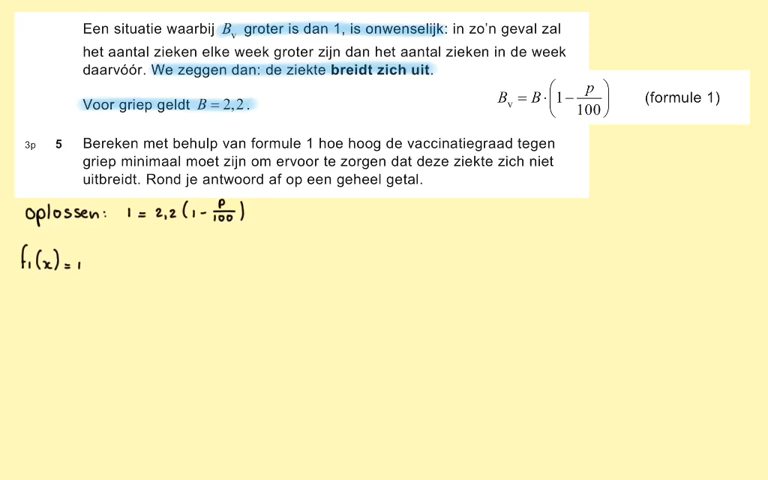 Een situatie waarbij Bᵥ groter is dan 1, is onwenselijk: in zo'n geval zal
het aantal zieken elke week groter zijn dan het aantal zieken in de week
daarvóór. We zeggen dan: de ziekte breidt zich uit.
Voor griep geldt B = 2,2.
Bᵥ = B · (1 − p/100) (formule 1)
3p 5 Bereken met behulp van formule 1 hoe hoog de vaccinatiegraad tegen
griep minimaal moet zijn om ervoor te zorgen dat deze ziekte zich niet
uitbreidt. Rond je antwoord af op een geheel getal.
oplossen: 1 = 2,2 (1 - p/100)
f₁(x) = 1